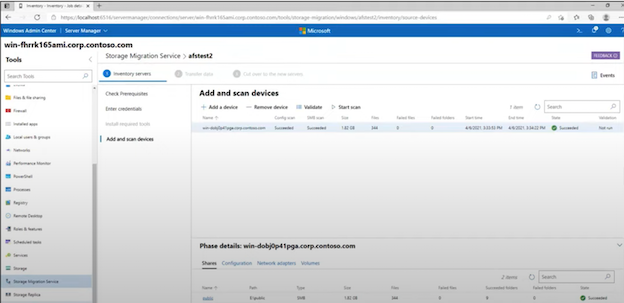 Inventory - Storage Migration Service - Job deta
https://localhost:6516/servermanager/connections/server/win-fhrrk165ami.corp.contoso.com/tools/storage-migration/windows/afstest2/inventory/source-devices
Windows Admin Center | Server Manager
Microsoft
win-fhrrk165ami.corp.contoso.com
Tools
Search Tools
Files & file sharing
Firewall
Installed apps
Local users & groups
Networks
Performance Monitor
PowerShell
Processes
Registry
Remote Desktop
Roles & features
Scheduled tasks
Services
Storage
Storage Migration Service
Storage Replica
Storage Migration Service > afstest2
FEEDBACK
1 Inventory servers
2 Transfer data
3 Cut over to the new servers
Events
Check Prerequisites
Enter credentials
Install required tools
Add and scan devices
Add and scan devices
+ Add a device
Remove device
Validate
Start scan
1 item
Search
Name Config scan SMB scan Size Files Failed files Failed folders Start time End time State Validation
win-dobj0p41pga.corp.contoso.com Succeeded Succeeded 1.82 GB 344 0 0 4/9/2021, 3:33:53 PM 4/9/2021, 3:34:22 PM Succeeded Not run
Phase details: win-dobj0p41pga.corp.contoso.com
Shares Configuration Network adapters Volumes
2 items
Search
Name Path Type Size Files Failed files Succeeded folders Failed folders State
public E:\public SMB 1.82 GB 344 0 0 Succeeded